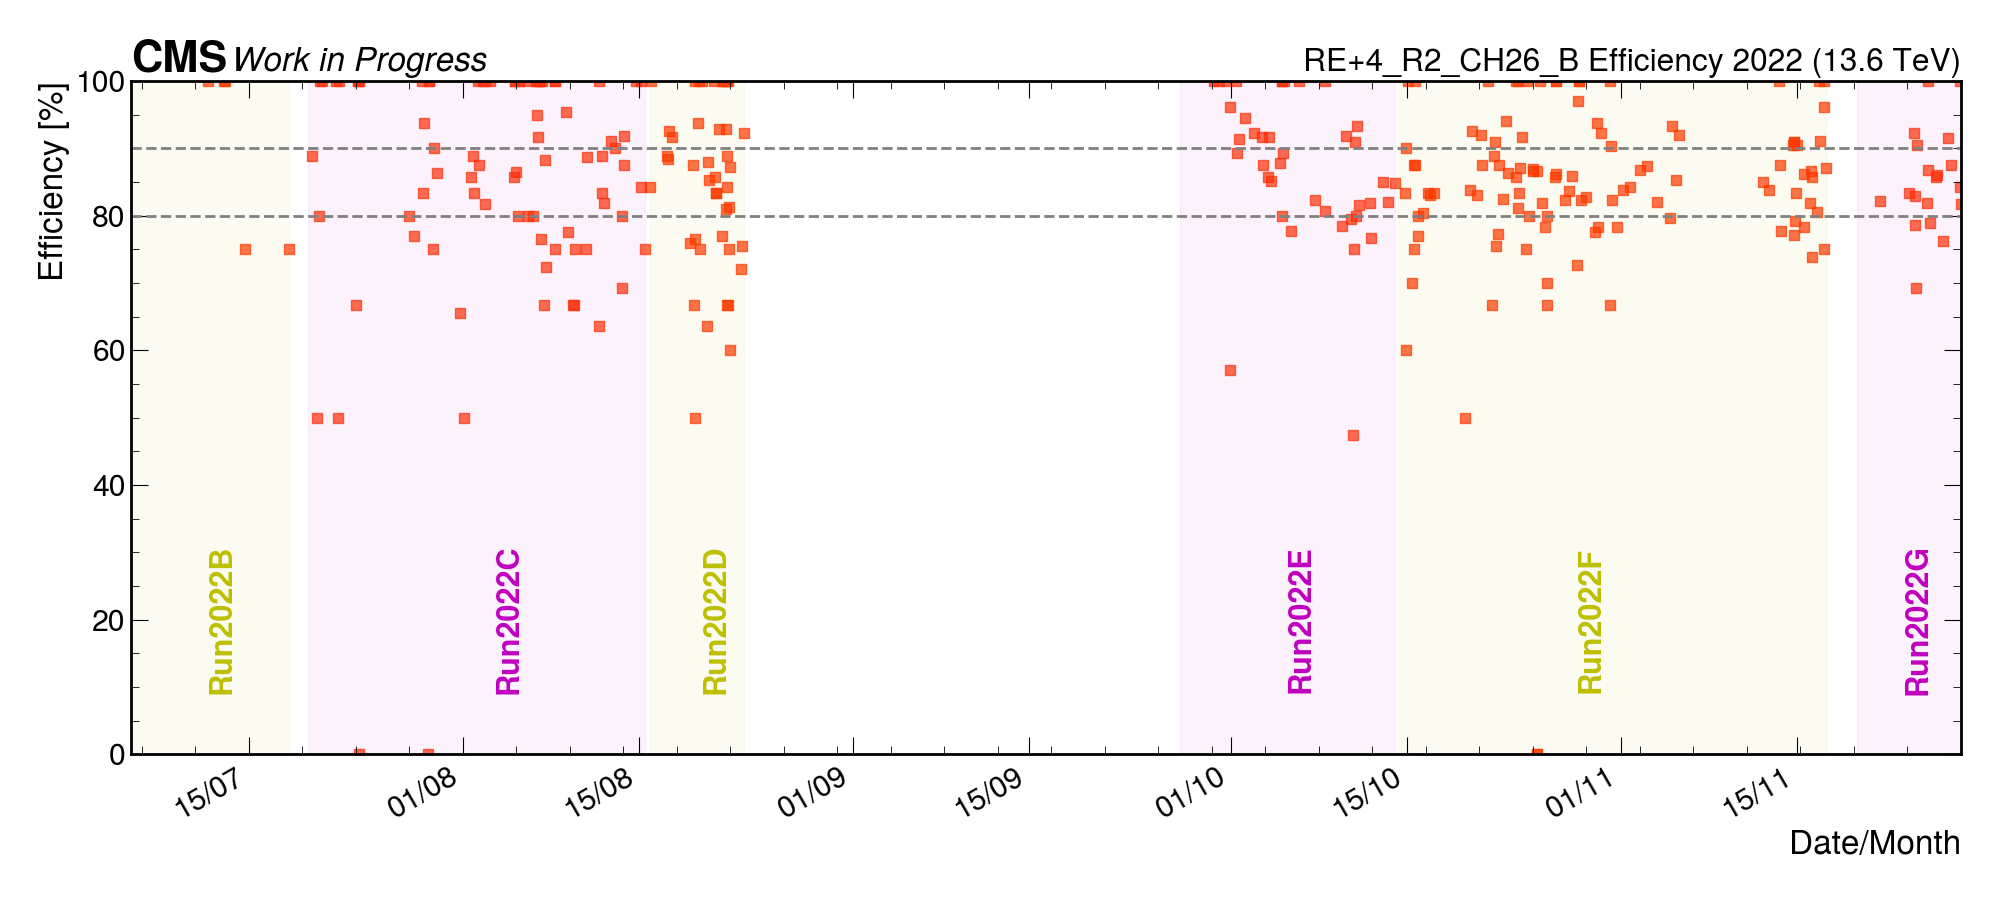 CMS Work in Progress
RE+4_R2_CH26_B Efficiency 2022 (13.6 TeV)
Efficiency [%]
100
80
60
40
20
0
Run2022B
Run2022C
Run2022D
Run2022E
Run2022F
Run2022G
15/07
01/08
15/08
01/09
15/09
01/10
15/10
01/11
15/11
Date/Month